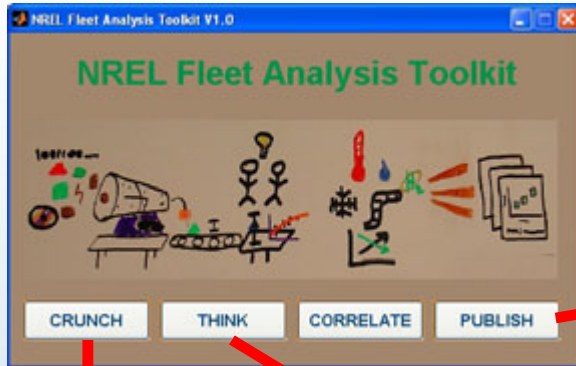 NREL Fleet Analysis Toolkit V1.0
NREL Fleet Analysis Toolkit
CRUNCH
THINK
CORRELATE
PUBLISH